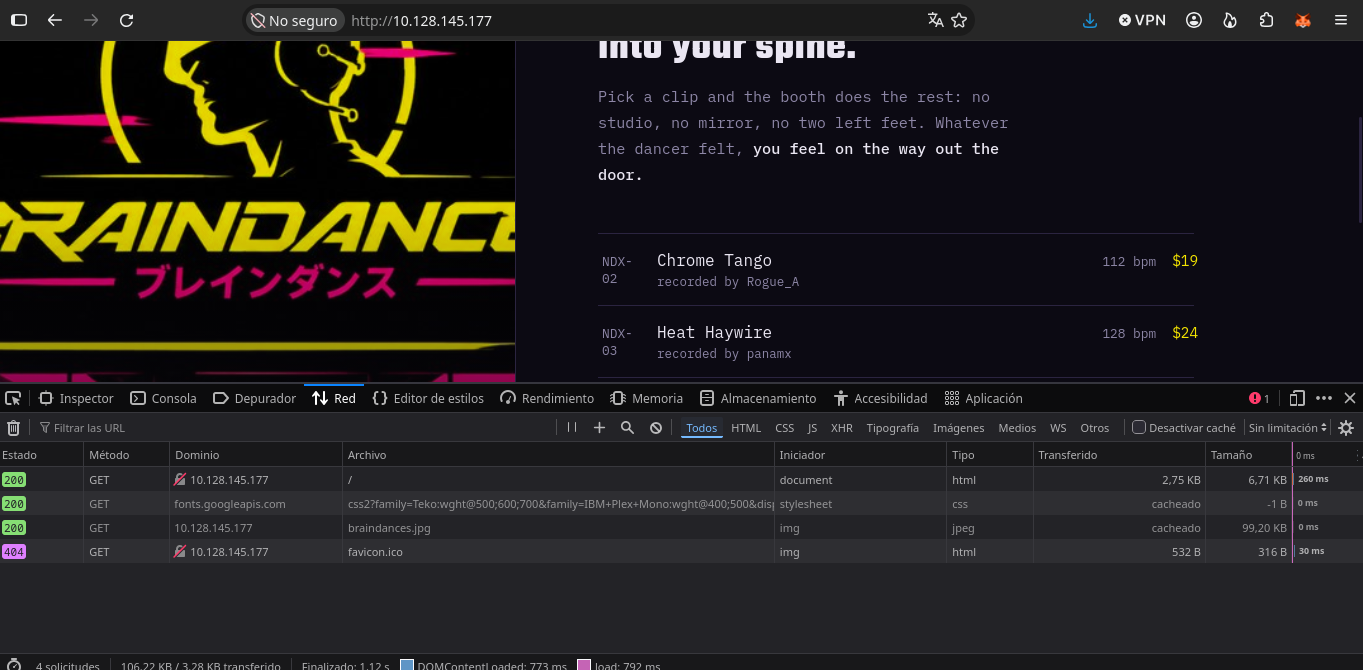 No seguro http://10.128.145.177 VPN
into your spine.
Pick a clip and the booth does the rest: no
studio, no mirror, no two left feet. Whatever
the dancer felt, you feel on the way out the
door.
BRAINDANCE
ブレインダンス
NDX-02 Chrome Tango 112 bpm $19
recorded by Rogue_A
NDX-03 Heat Haywire 128 bpm $24
recorded by panamx
Inspector Consola Depurador Red Editor de estilos Rendimiento Memoria Almacenamiento Accesibilidad Aplicación 1
Filtrar las URL Todos HTML CSS JS XHR Tipografía Imágenes Medios WS Otros Desactivar caché Sin limitación
Estado Método Dominio Archivo Iniciador Tipo Transferido Tamaño 0 ms
200 GET 10.128.145.177 / document html 2,75 KB 6,71 KB 260 ms
200 GET fonts.googleapis.com css2?family=Teko:wght@500;600;700&family=IBM+Plex+Mono:wght@400;500&disp stylesheet css cacheado -1 B 0 ms
200 GET 10.128.145.177 braindances.jpg img jpeg cacheado 99,20 KB 0 ms
404 GET 10.128.145.177 favicon.ico img html 532 B 316 B 30 ms
4 solicitudes 106,22 KB / 3,28 KB transferido Finalizado: 1,12 s DOMContentLoaded: 773 ms load: 792 ms